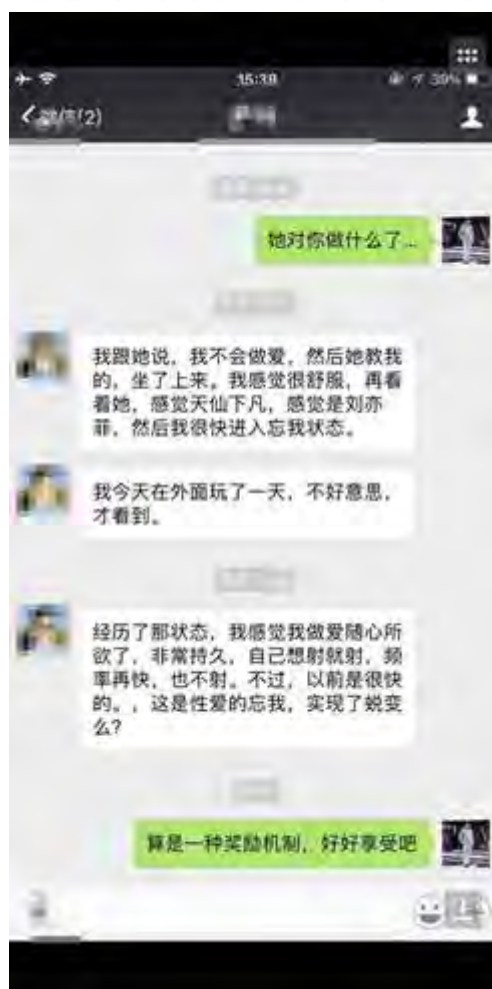 15:39
39%
(2)
她对你做什么了...
我跟她说，我不会做爱，然后她教我
的，坐了上来。我感觉很舒服，再看
着她，感觉天仙下凡，感觉是刘亦
菲，然后我很快进入忘我状态。
我今天在外面玩了一天，不好意思，
才看到。
经历了那状态，我感觉我做爱随心所
欲了，非常持久，自己想射就射，频
率再快，也不射。不过，以前是很快
的。，这是性爱的忘我，实现了蜕变
么？
算是一种奖励机制，好好享受吧